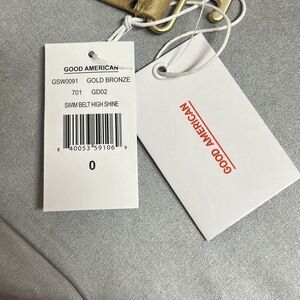 GOOD AMERICAN
GSW0091 GOLD BRONZE
701 GD02
SWIM BELT HIGH SHINE
8 40053 59106 9
0
GOOD AMERICAN